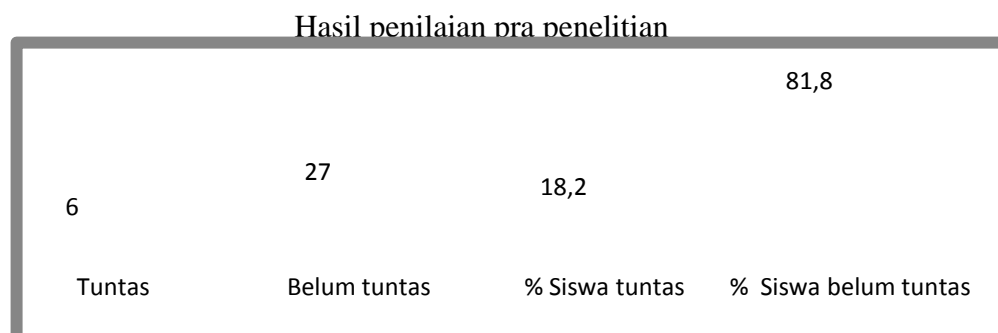 Hasil penilaian pra penelitian
81,8
27
18,2
6
Tuntas Belum tuntas % Siswa tuntas % Siswa belum tuntas